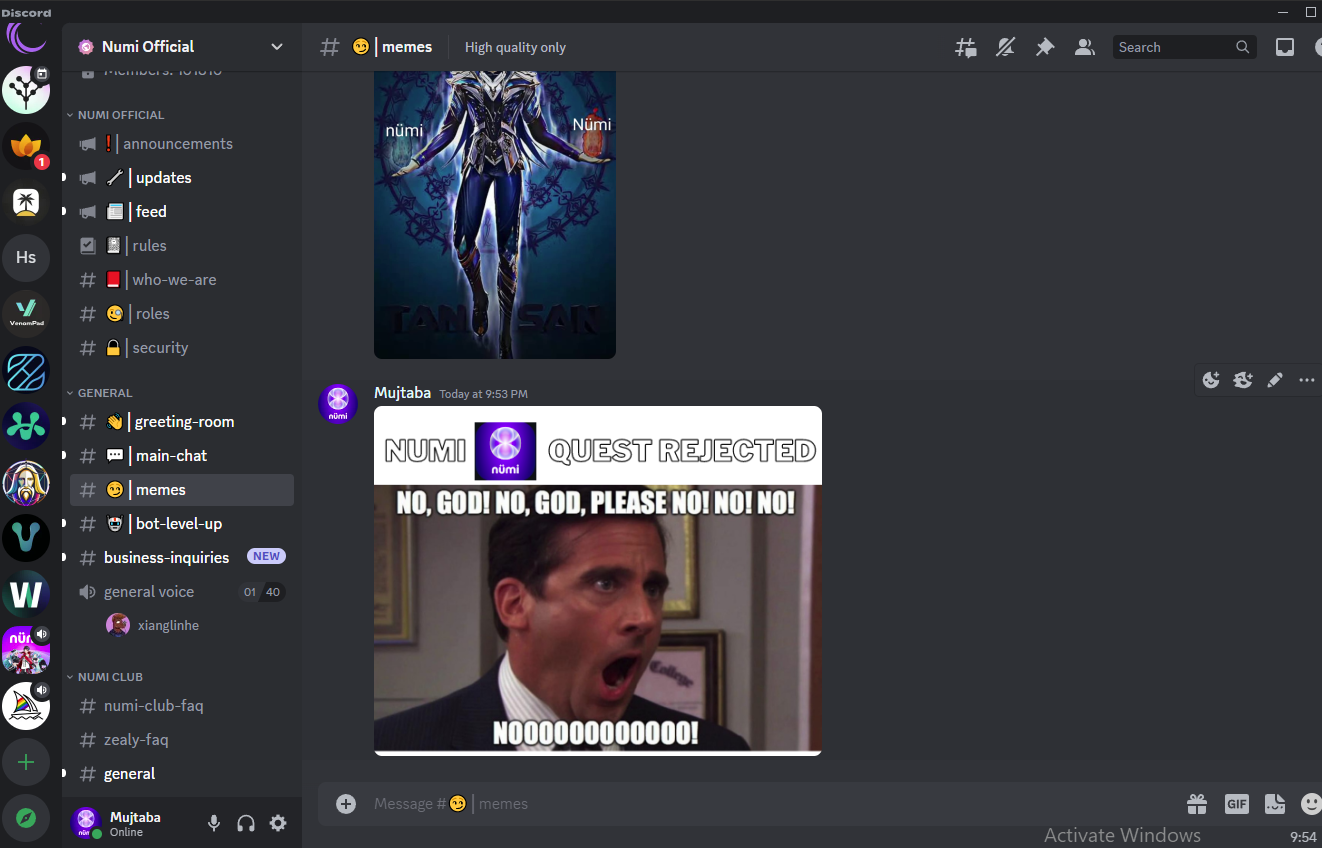 Discord
Numi Official
Members: 101010
NUMI OFFICIAL
announcements
updates
feed
rules
who-we-are
roles
security
GENERAL
greeting-room
main-chat
memes
bot-level-up
business-inquiries NEW
general voice 01 40
xianglinhe
NUMI CLUB
numi-club-faq
zealy-faq
general
Mujtaba
Online
1
Hs
VenomPad
W
nüm
# 😏 | memes High quality only
Search
nümi Nümi
TAN SAN
Mujtaba Today at 9:53 PM
NUMI nümi QUEST REJECTED
NO, GOD! NO, GOD, PLEASE NO! NO! NO!
College
NOOOOOOOOOOOO!
Message #😏 | memes
GIF
Activate Windows
9:54
nümi